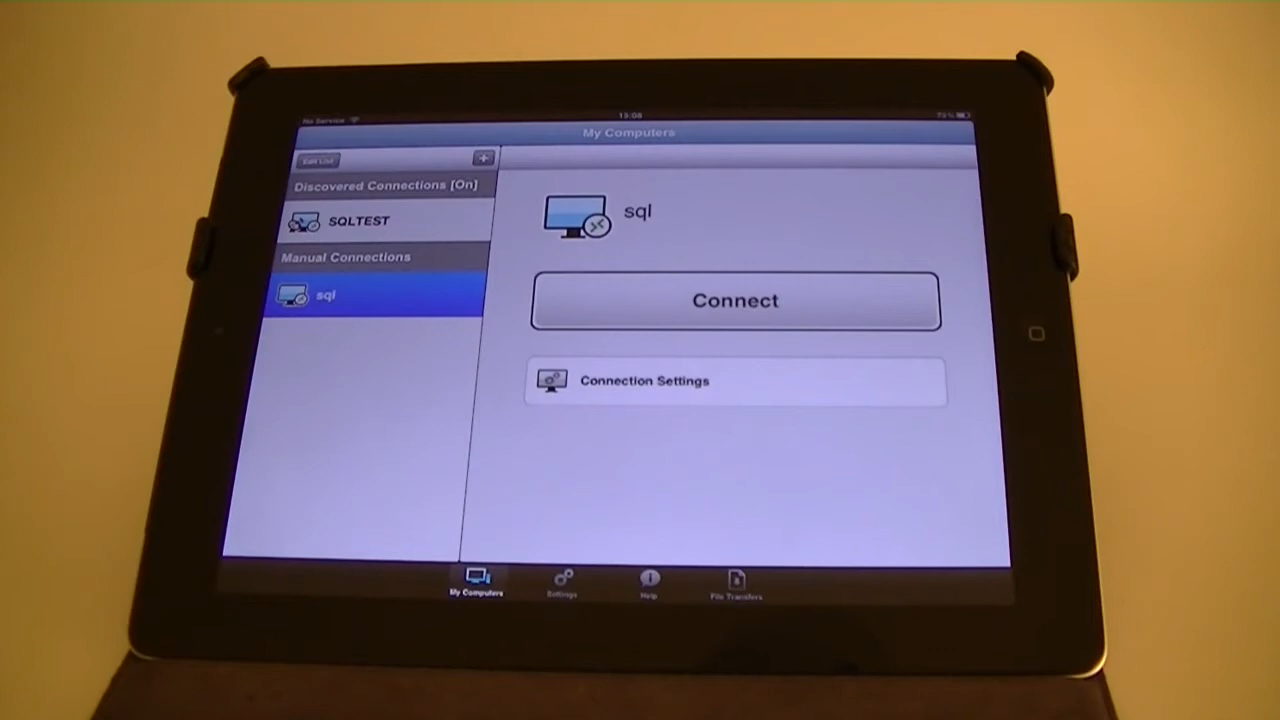 No Service
15:08
My Computers
Edit List
+
Discovered Connections [On]
SQLTEST
Manual Connections
sql
sql
Connect
Connection Settings
My Computers
Settings
Help
File Transfers